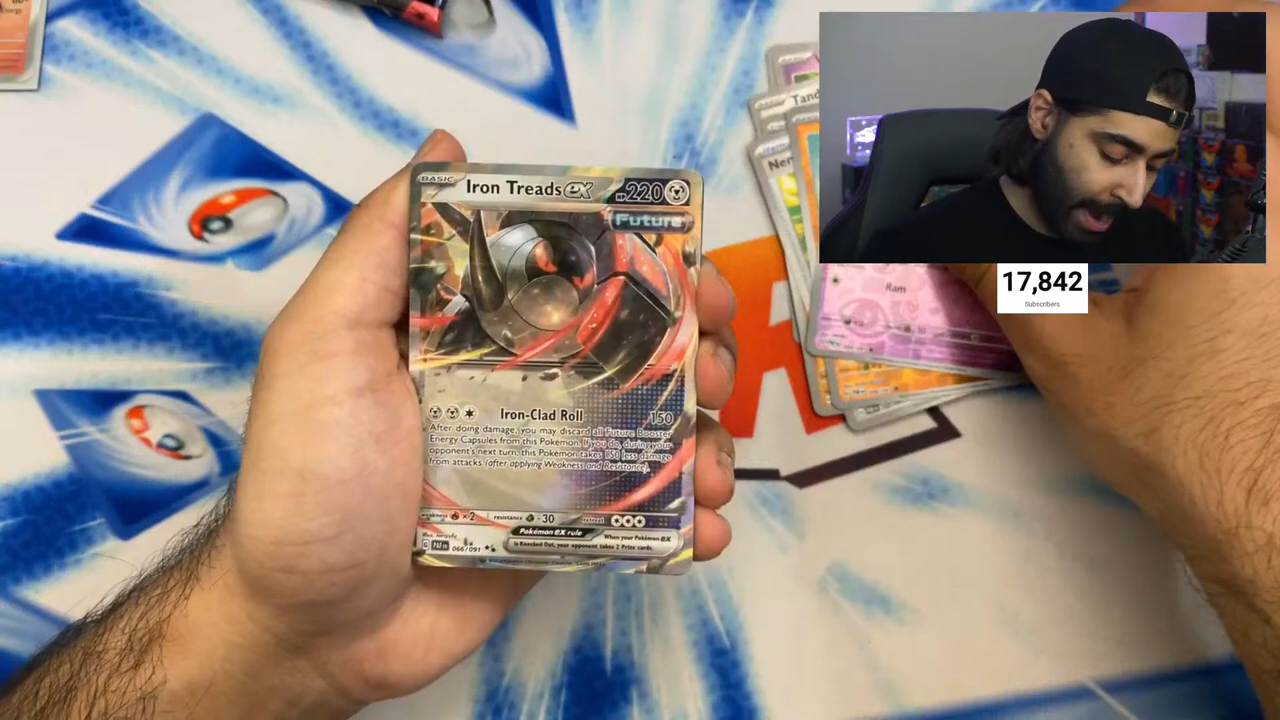 BASIC Iron Treads ex HP 220
Future
Iron-Clad Roll 150
After doing damage, you may discard all Future Booster
Energy Capsules from this Pokémon. If you do, during your
opponent's next turn, this Pokémon takes 150 less damage
from attacks (after applying Weakness and Resistance).
weakness ×2 resistance -30 retreat
Pokémon ex rule When your Pokémon ex
is Knocked Out, your opponent takes 2 Prize cards.
G PAF EN 066/091
Tand
Item
Ram
17,842
Subscribers